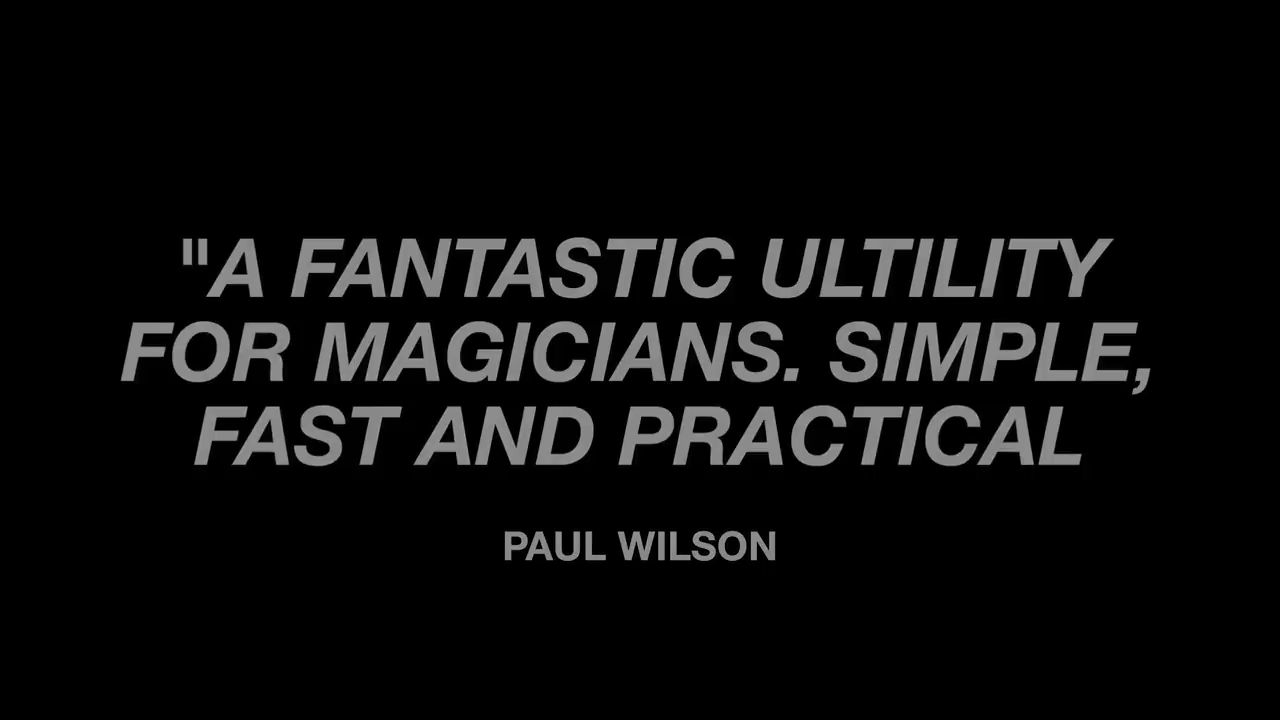 "A FANTASTIC ULTILITY
FOR MAGICIANS. SIMPLE,
FAST AND PRACTICAL
PAUL WILSON